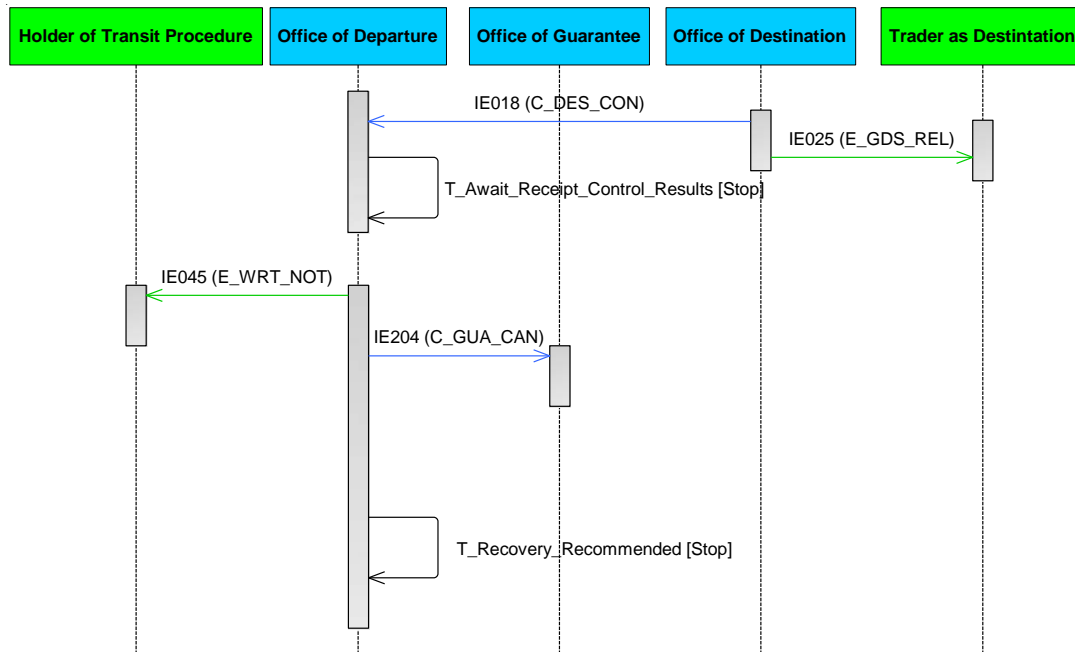 Holder of Transit Procedure
Office of Departure
Office of Guarantee
Office of Destination
Trader as Destintation
IE018 (C_DES_CON)
IE025 (E_GDS_REL)
T_Await_Receipt_Control_Results [Stop]
IE045 (E_WRT_NOT)
IE204 (C_GUA_CAN)
T_Recovery_Recommended [Stop]